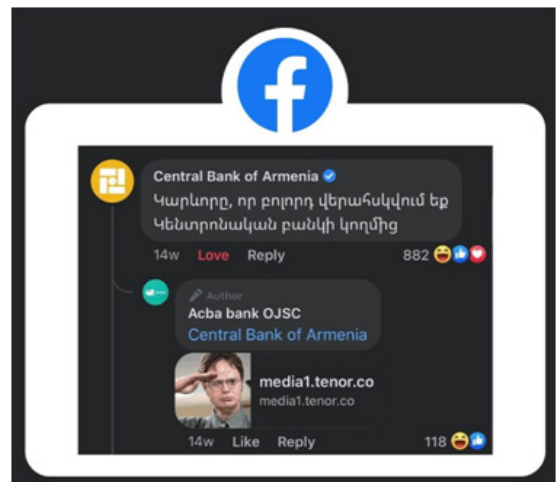 Central Bank of Armenia
Կարևորը, որ բոլորդ վերահսկվում եք
Կենտրոնական բանկի կողմից
14w Love Reply 882
Author
Acba bank OJSC
Central Bank of Armenia
media1.tenor.co
media1.tenor.co
14w Like Reply 118